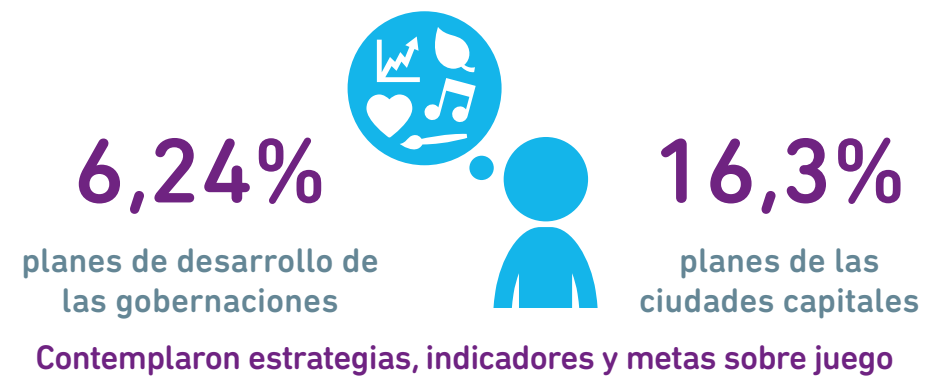 6,24%
planes de desarrollo de
las gobernaciones
16,3%
planes de las
ciudades capitales
Contemplaron estrategias, indicadores y metas sobre juego